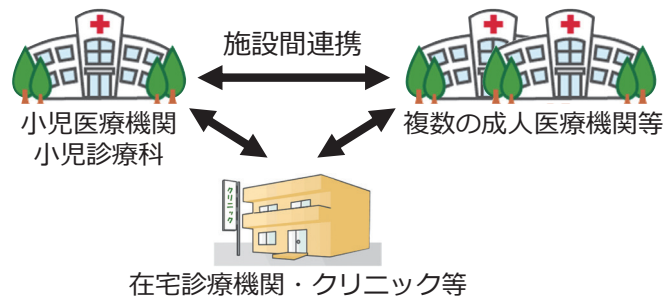 施設間連携
小児医療機関
小児診療科
複数の成人医療機関等
クリニック
在宅診療機関・クリニック等